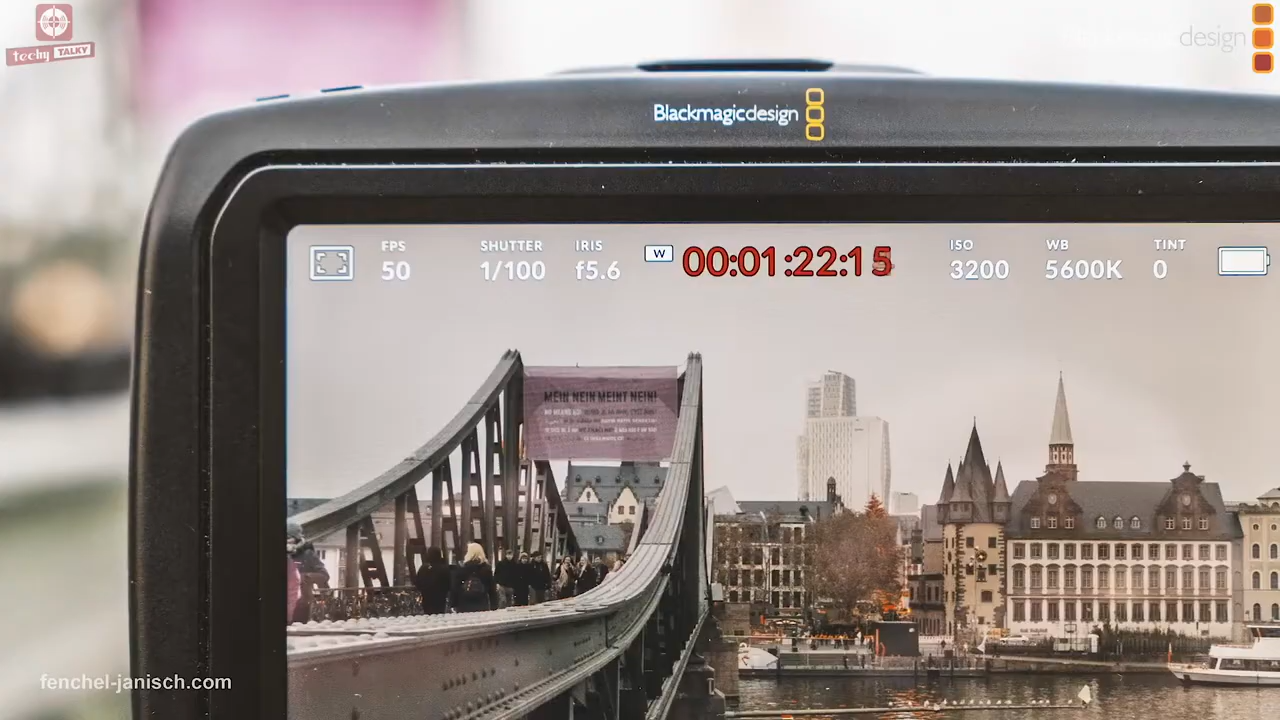 techy TALKY
design
Blackmagicdesign
FPS SHUTTER IRIS ISO WB TINT
50 1/100 f5.6 W 00:01:22:15 3200 5600K 0
MEIN NEIN MEINT NEIN!
fenchel-janisch.com